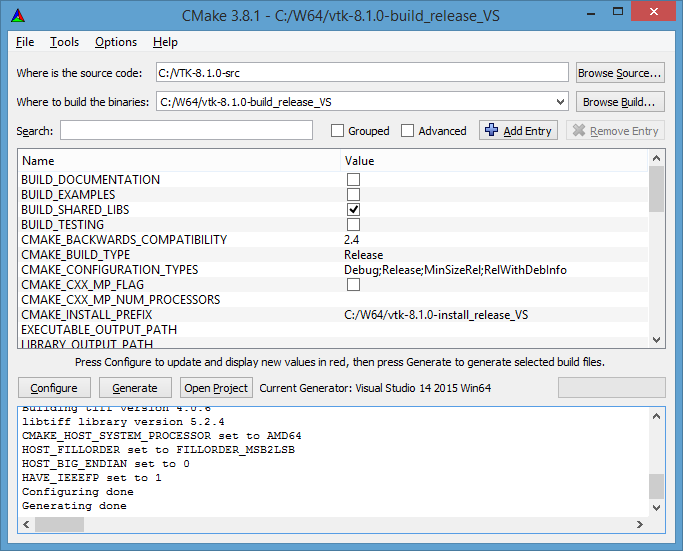 CMake 3.8.1 - C:/W64/vtk-8.1.0-build_release_VS
File Tools Options Help
Where is the source code: C:/VTK-8.1.0-src Browse Source...
Where to build the binaries: C:/W64/vtk-8.1.0-build_release_VS Browse Build...
Search: Grouped Advanced Add Entry Remove Entry
Name Value
BUILD_DOCUMENTATION
BUILD_EXAMPLES
BUILD_SHARED_LIBS
BUILD_TESTING
CMAKE_BACKWARDS_COMPATIBILITY 2.4
CMAKE_BUILD_TYPE Release
CMAKE_CONFIGURATION_TYPES Debug;Release;MinSizeRel;RelWithDebInfo
CMAKE_CXX_MP_FLAG
CMAKE_CXX_MP_NUM_PROCESSORS
CMAKE_INSTALL_PREFIX C:/W64/vtk-8.1.0-install_release_VS
EXECUTABLE_OUTPUT_PATH
LIBRARY_OUTPUT_PATH
Press Configure to update and display new values in red, then press Generate to generate selected build files.
Configure Generate Open Project Current Generator: Visual Studio 14 2015 Win64
Building tiff version 4.0.6
libtiff library version 5.2.4
CMAKE_HOST_SYSTEM_PROCESSOR set to AMD64
HOST_FILLORDER set to FILLORDER_MSB2LSB
HOST_BIG_ENDIAN set to 0
HAVE_IEEEFP set to 1
Configuring done
Generating done